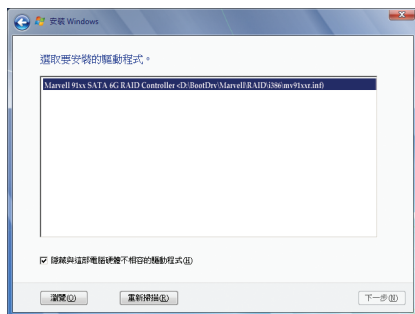 安裝 Windows
選取要安裝的驅動程式。
Marvell 91xx SATA 6G RAID Controller <D:\BootDrv\Marvell\RAID\i386\mv91xxr.inf)
隱藏與這部電腦硬體不相容的驅動程式(H)
瀏覽(O)
重新掃描(R)
下一步(N)